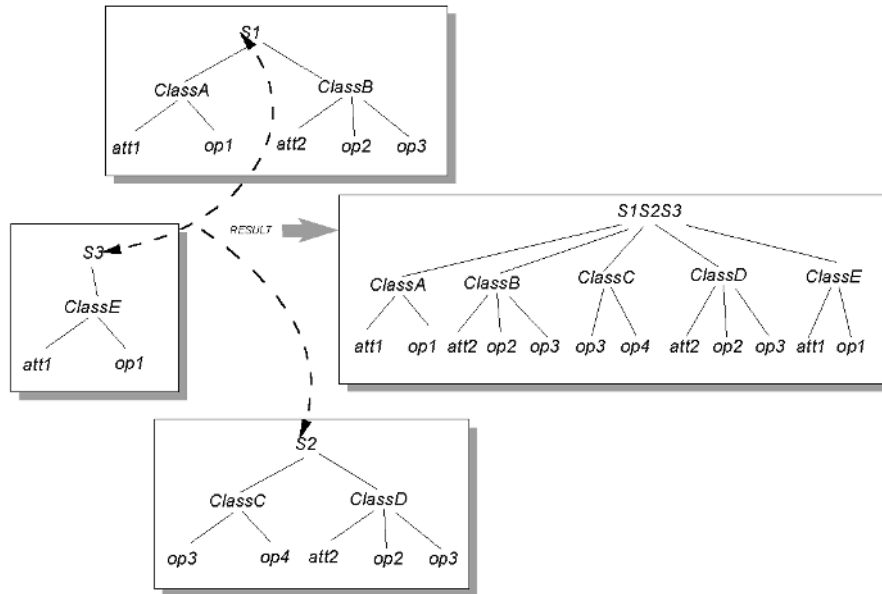 S1
ClassA ClassB
att1 op1 att2 op2 op3
S3
ClassE
att1 op1
RESULT
S1S2S3
ClassA ClassB ClassC ClassD ClassE
att1 op1 att2 op2 op3 op3 op4 att2 op2 op3 att1 op1
S2
ClassC ClassD
op3 op4 att2 op2 op3